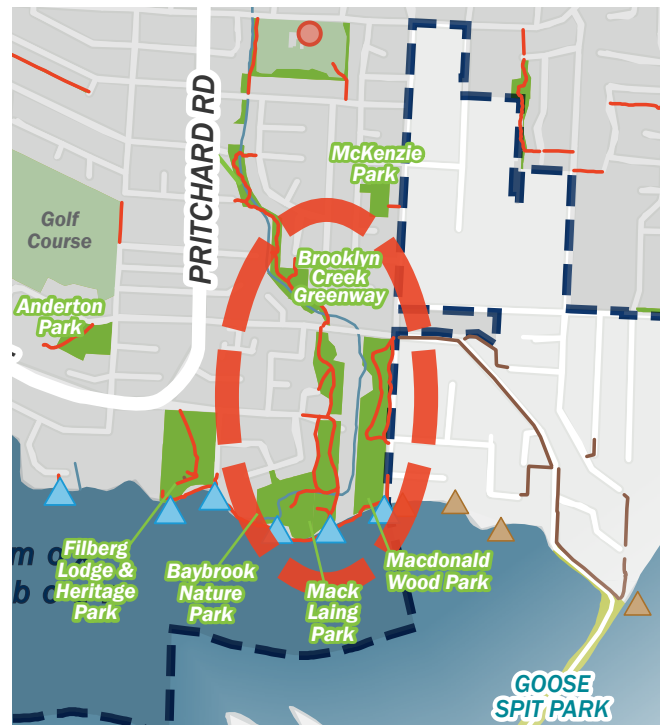 PRITCHARD RD
McKenzie
Park
Golf
Course
Brooklyn
Creek
Greenway
Anderton
Park
Filberg
Lodge &
Heritage
Park
Baybrook
Nature
Park
Mack
Laing
Park
Macdonald
Wood Park
GOOSE
SPIT PARK